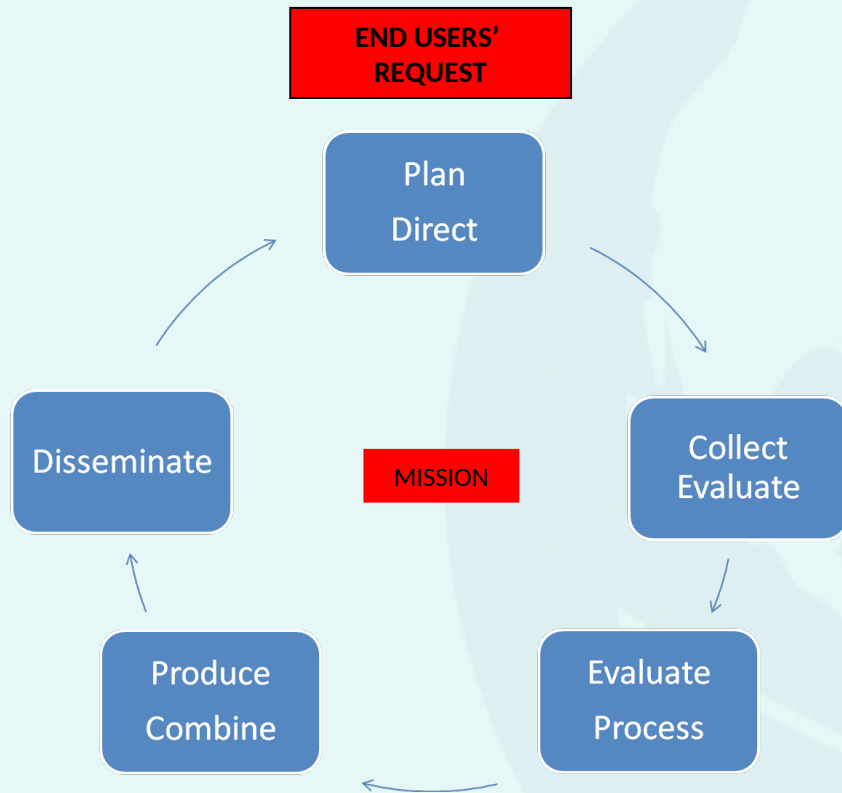 END USERS’
REQUEST
Plan
Direct
Collect
Evaluate
Evaluate
Process
Produce
Combine
Disseminate
MISSION